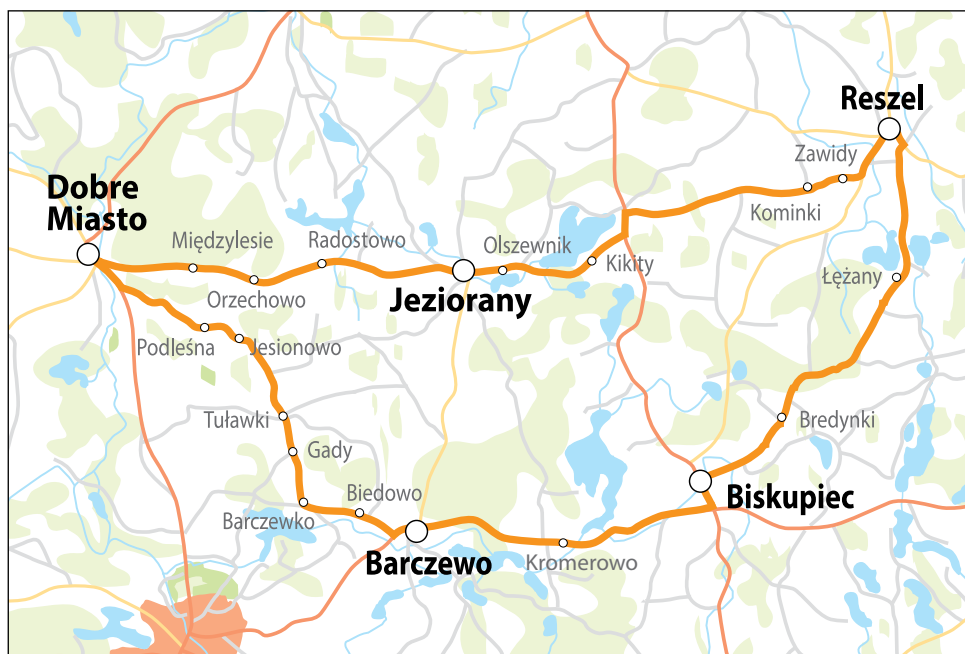 Reszel
Zawidy
Dobre
Miasto
Kominki
Międzylesie
Radostowo
Olszewnik
Kikity
Łężany
Orzechowo
Jeziorany
Podleśna
Jesionowo
Tuławki
Bredynki
Gady
Biedowo
Biskupiec
Barczewko
Barczewo
Kromerowo